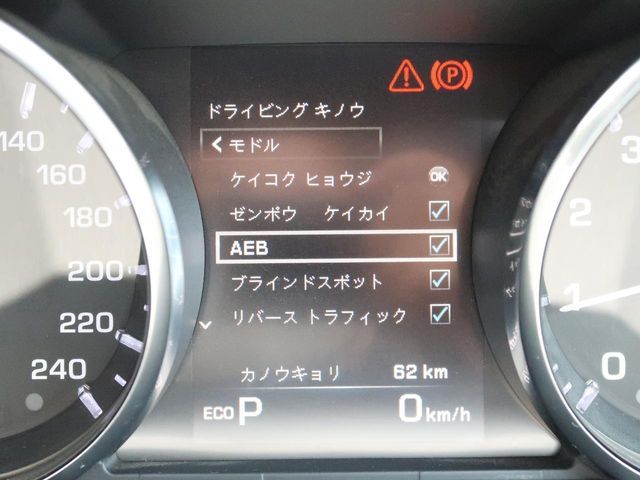 ドライビング キノウ
< モドル
ケイコク ヒョウジ OK
ゼンボウ ケイカイ
AEB
ブラインドスポット
リバース トラフィック
カノウキョリ 62 km
ECO P 0 km/h
P
140
160
180
200
220
240
3
2
1
0